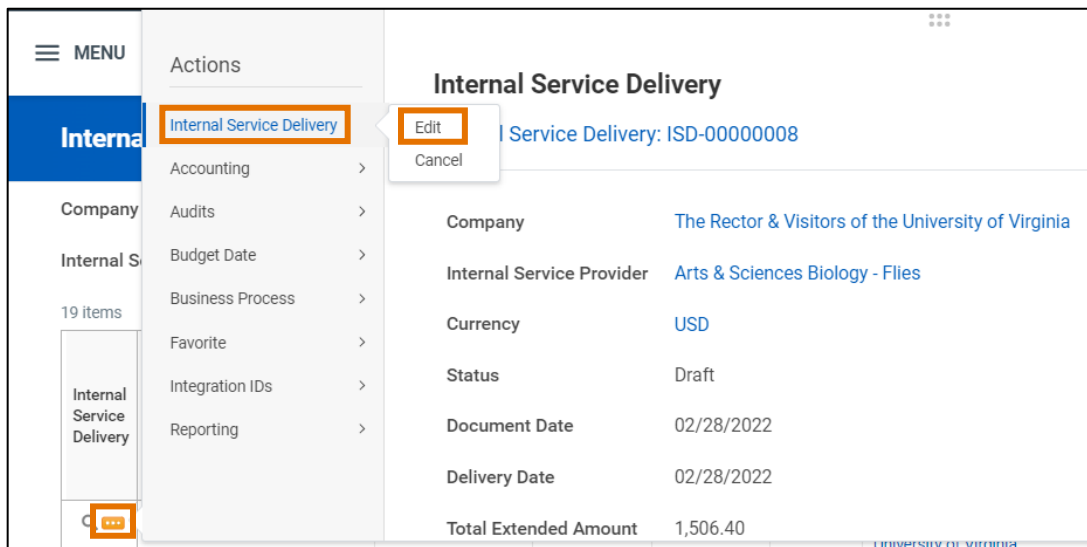 MENU
Interna
Company
Internal S
19 items
Internal
Service
Delivery
Actions
Internal Service Delivery
Accounting
Audits
Budget Date
Business Process
Favorite
Integration IDs
Reporting
Edit
Cancel
Internal Service Delivery
l Service Delivery: ISD-00000008
Company The Rector & Visitors of the University of Virginia
Internal Service Provider Arts & Sciences Biology - Flies
Currency USD
Status Draft
Document Date 02/28/2022
Delivery Date 02/28/2022
Total Extended Amount 1,506.40
University of Virginia